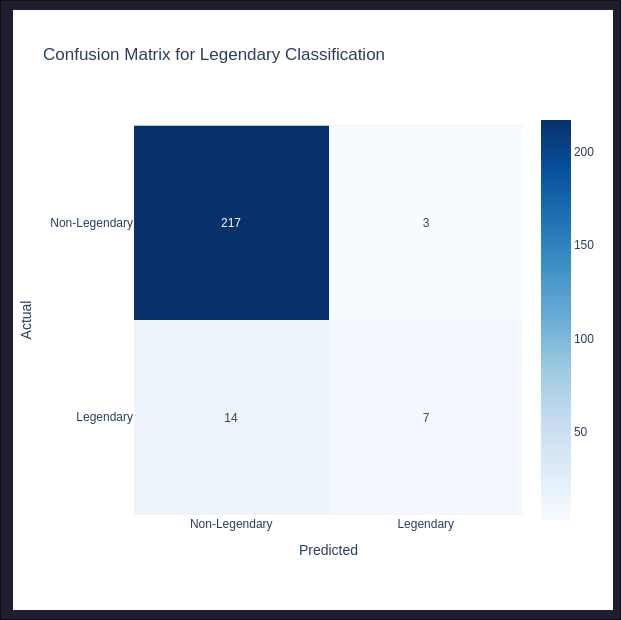 Confusion Matrix for Legendary Classification
200
Non-Legendary
217
3
150
Actual
100
50
Legendary
14
7
Non-Legendary
Legendary
Predicted